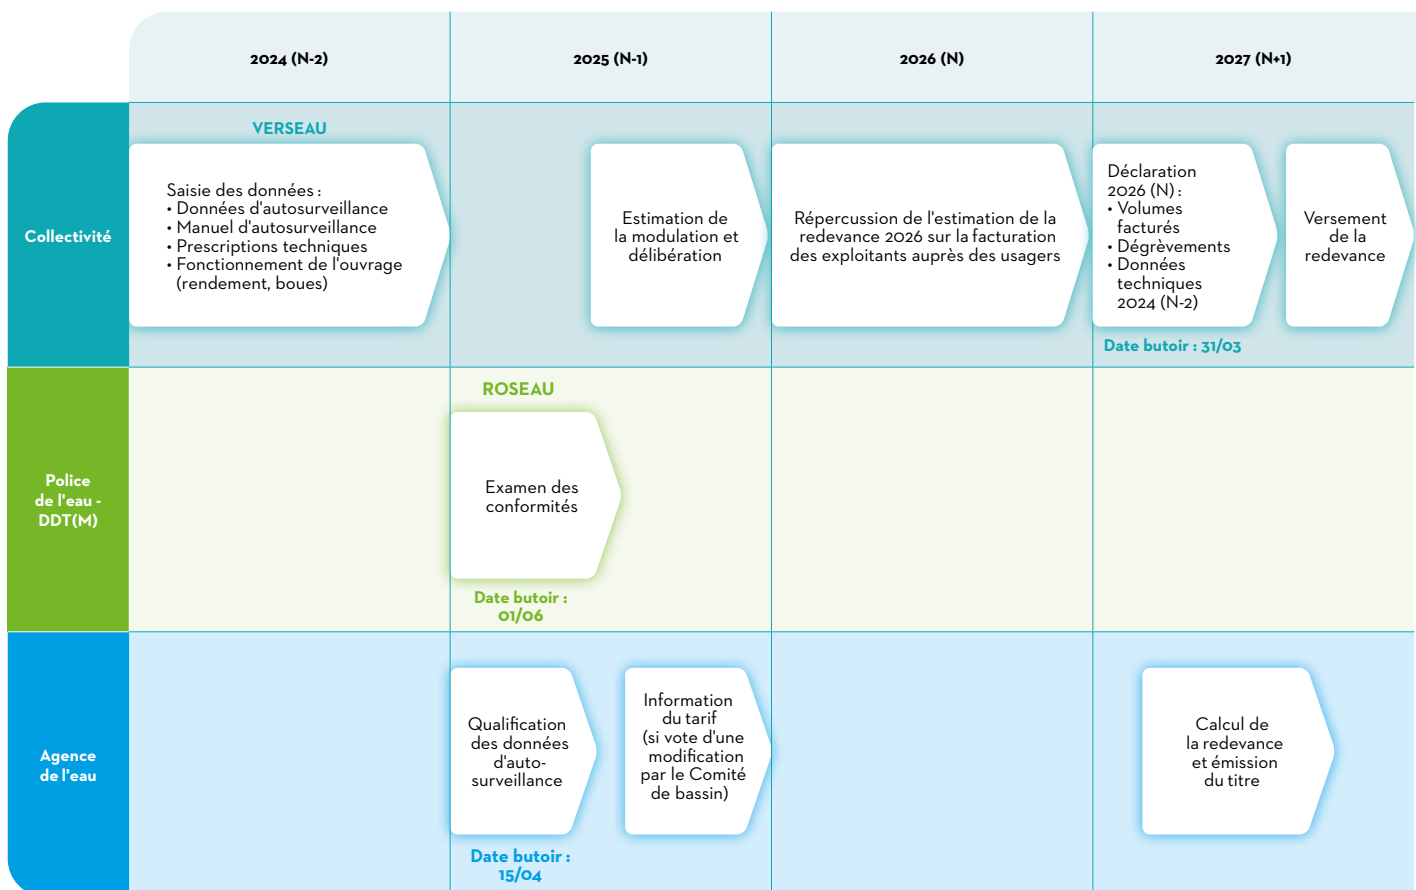 2024 (N-2)
2025 (N-1)
2026 (N)
2027 (N+1)
Collectivité
VERSEAU
Saisie des données :
• Données d'autosurveillance
• Manuel d'autosurveillance
• Prescriptions techniques
• Fonctionnement de l'ouvrage
(rendement, boues)
Estimation de
la modulation et
délibération
Répercussion de l'estimation de la
redevance 2026 sur la facturation
des exploitants auprès des usagers
Déclaration
2026 (N) :
• Volumes
facturés
• Dégrèvements
• Données
techniques
2024 (N-2)
Date butoir : 31/03
Versement
de la
redevance
Police
de l'eau -
DDT(M)
ROSEAU
Examen des
conformités
Date butoir :
01/06
Agence
de l'eau
Qualification
des données
d'auto-
surveillance
Date butoir :
15/04
Information
du tarif
(si vote d'une
modification
par le Comité
de bassin)
Calcul de
la redevance
et émission
du titre